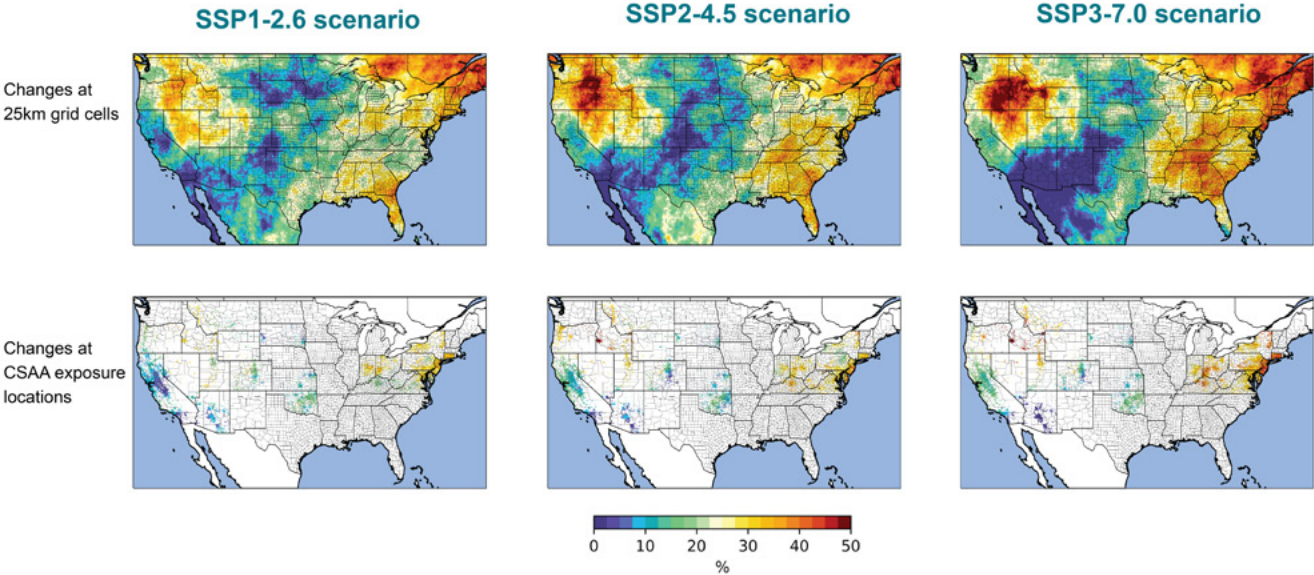 SSP1-2.6 scenario
SSP2-4.5 scenario
SSP3-7.0 scenario
Changes at
25km grid cells
Changes at
CSAA exposure
locations
0 10 20 30 40 50
%